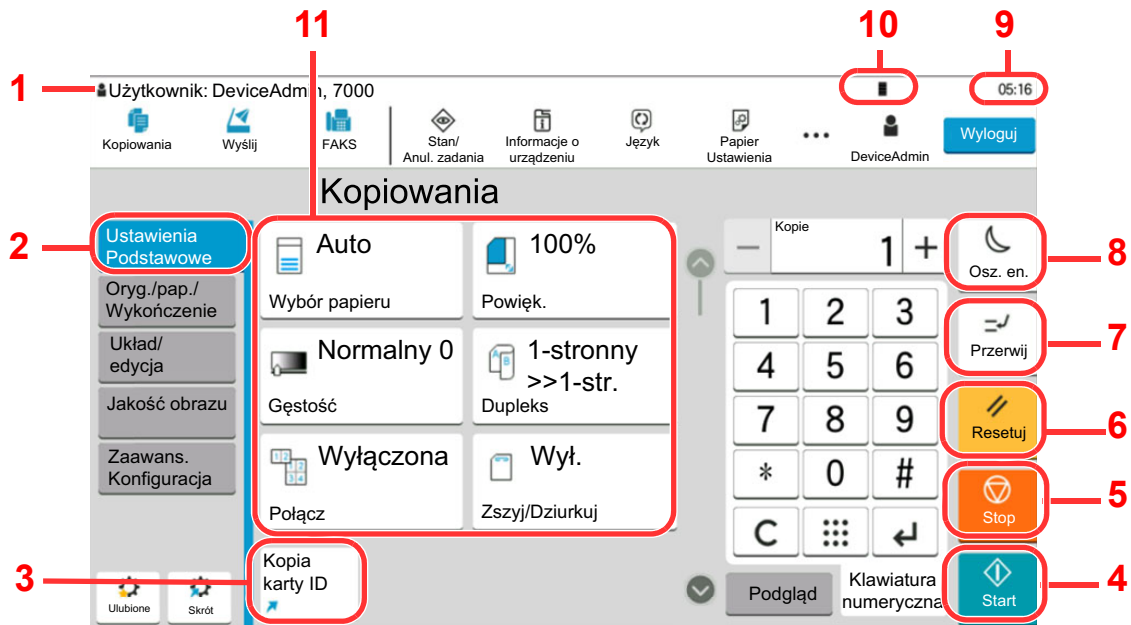 11
10
9
1
Użytkownik: DeviceAdmin, 7000
05:16
Kopiowania
Wyślij
FAKS
Stan/
Anul. zadania
Informacje o
urządzeniu
Język
Papier
Ustawienia
DeviceAdmin
Wyloguj
Kopiowania
2
Ustawienia
Podstawowe
Oryg./pap./
Wykończenie
Układ/
edycja
Jakość obrazu
Zaawans.
Konfiguracja
Auto
Wybór papieru
100%
Powięk.
Normalny 0
Gęstość
1-stronny
>>1-str.
Dupleks
Wyłączona
Połącz
Wył.
Zszyj/Dziurkuj
3
Kopia
karty ID
Ulubione
Skrót
Kopie
− 1 +
1 2 3
4 5 6
7 8 9
* 0 #
C
Podgląd
Klawiatura
numeryczna
Osz. en.
8
Przerwij
7
Resetuj
6
Stop
5
Start
4